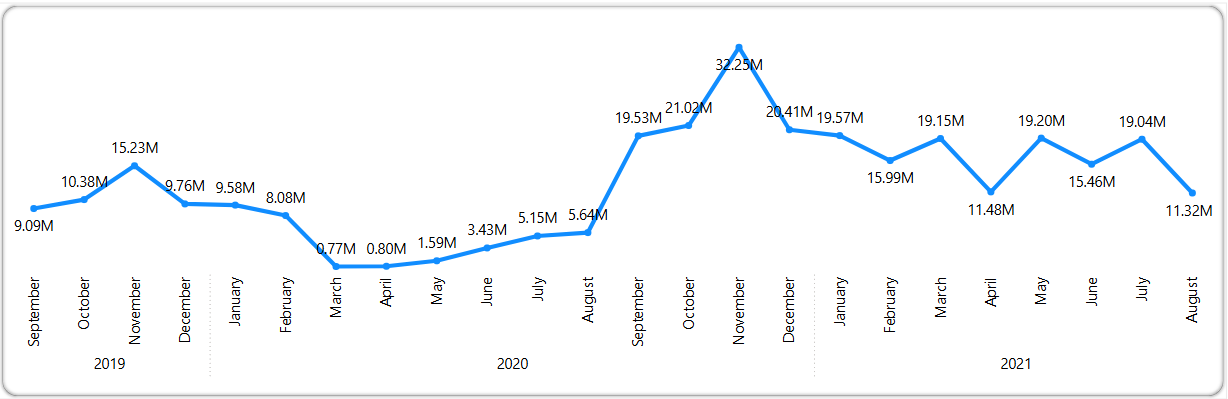 32.25M
21.02M
20.41M
19.53M
19.57M
19.15M
19.20M
19.04M
15.23M
15.99M
15.46M
10.38M
9.76M
9.58M
8.08M
11.48M
11.32M
9.09M
5.15M
5.64M
3.43M
0.77M
0.80M
1.59M
September
October
November
December
January
February
March
April
May
June
July
August
September
October
November
December
January
February
March
April
May
June
July
August
2019
2020
2021